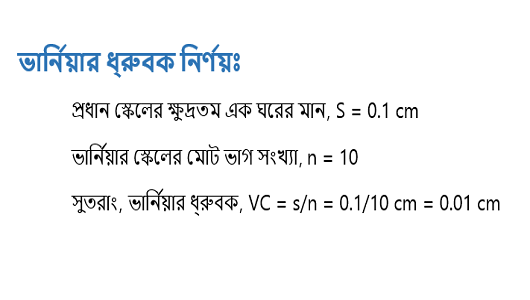 ভার্নিয়ার ধ্রুবক নির্ণয়ঃ
প্রধান স্কেলের ক্ষুদ্রতম এক ঘরের মান, S = 0.1 cm
ভার্নিয়ার স্কেলের মোট ভাগ সংখ্যা, n = 10
সুতরাং, ভার্নিয়ার ধ্রুবক, VC = s/n = 0.1/10 cm = 0.01 cm